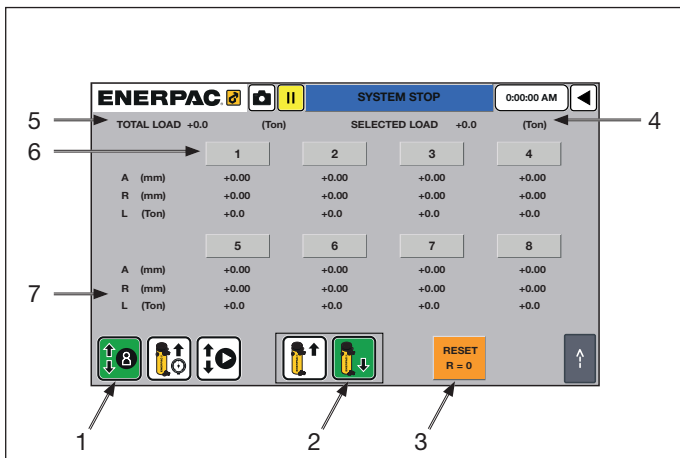 ENERPAC. SYSTEM STOP 0:00:00 AM
5 TOTAL LOAD +0.0 (Ton) SELECTED LOAD +0.0 (Ton) 4
6 1 2 3 4
A (mm) +0.00 +0.00 +0.00 +0.00
R (mm) +0.00 +0.00 +0.00 +0.00
L (Ton) +0.0 +0.0 +0.0 +0.0
5 6 7 8
A (mm) +0.00 +0.00 +0.00 +0.00
7 R (mm) +0.00 +0.00 +0.00 +0.00
L (Ton) +0.0 +0.0 +0.0 +0.0
8
RESET
R = 0
1 2 3